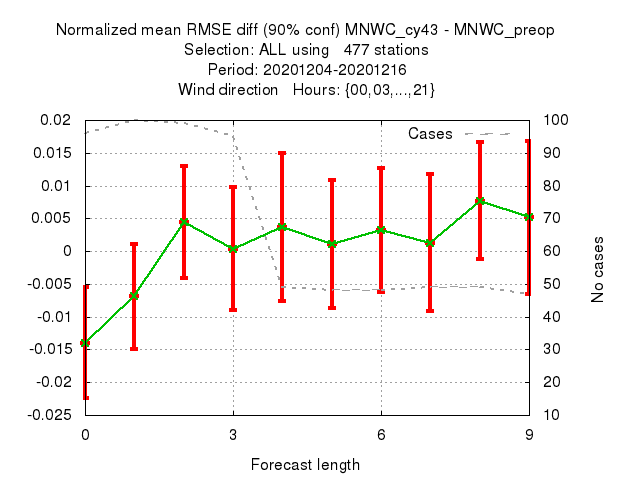 Normalized mean RMSE diff (90% conf) MNWC_cy43 - MNWC_preop
Selection: ALL using 477 stations
Period: 20201204-20201216
Wind direction Hours: {00,03,...,21}
0.02
0.015
0.01
0.005
0
-0.005
-0.01
-0.015
-0.02
-0.025
Cases
100
90
80
70
60
50
40
30
20
10
No cases
0 3 6 9
Forecast length